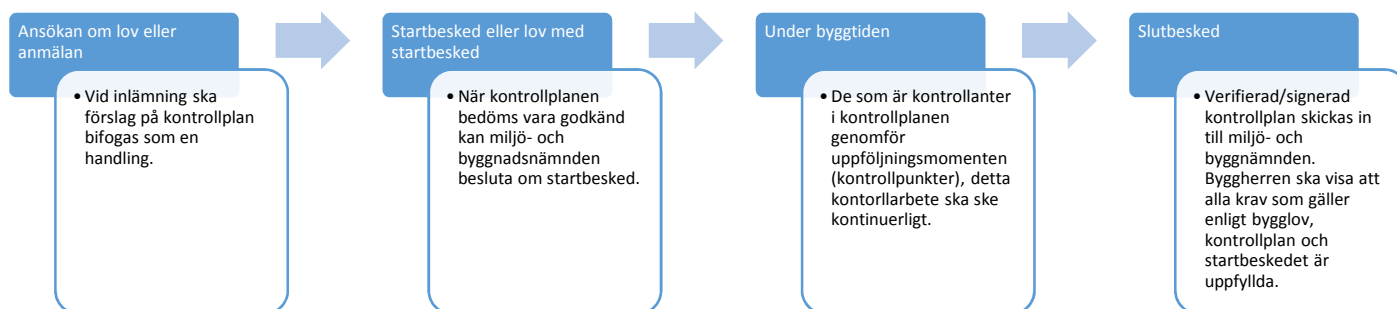 Ansökan om lov eller
anmälan
• Vid inlämning ska
förslag på kontrollplan
bifogas som en
handling.
Startbesked eller lov med
startbesked
• När kontrollplanen
bedöms vara godkänd
kan miljö- och
byggnadsnämnden
besluta om startbesked.
Under byggtiden
• De som är kontrollanter
i kontrollplanen
genomför
uppföljningsmomenten
(kontrollpunkter), detta
kontorllarbete ska ske
kontinuerligt.
Slutbesked
• Verifierad/signerad
kontrollplan skickas in
till miljö- och
byggnämnden.
Byggherren ska visa att
alla krav som gäller
enligt bygglov,
kontrollplan och
startbeskedet är
uppfyllda.